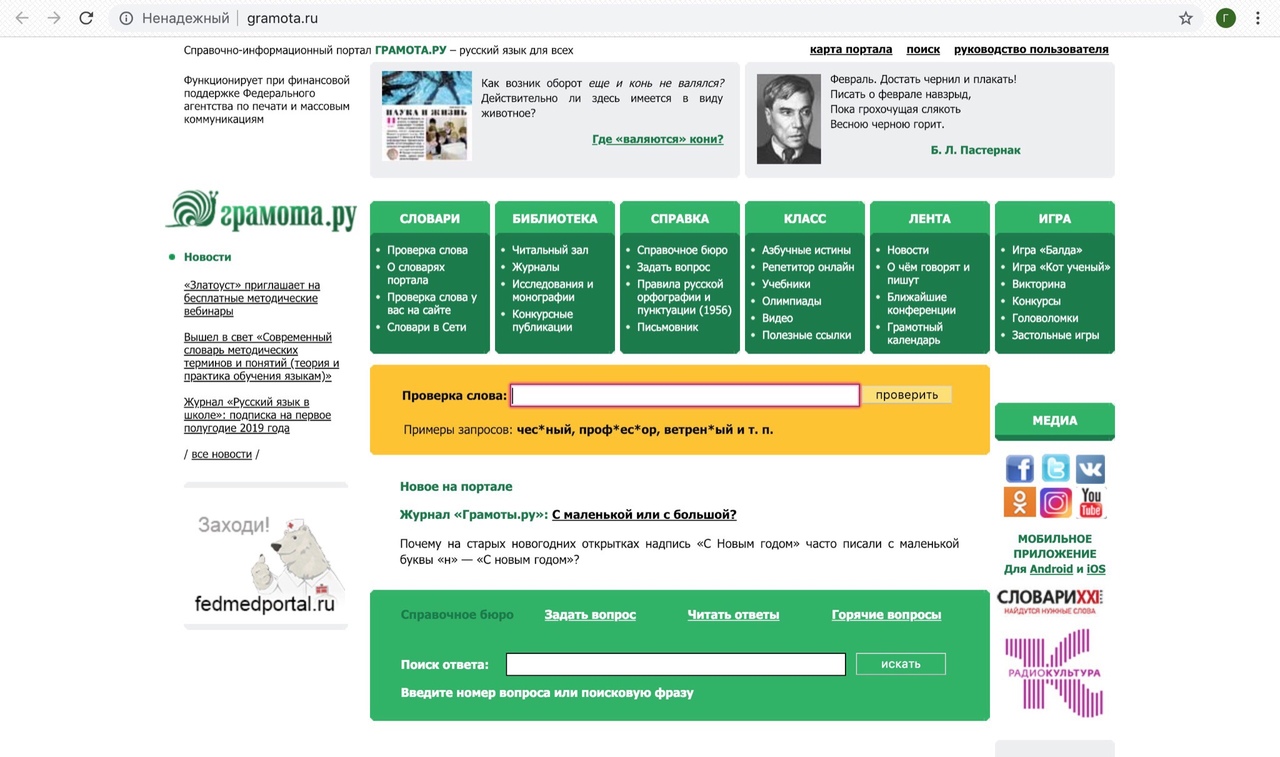 Ненадежный gramota.ru
Г
Справочно-информационный портал ГРАМОТА.РУ – русский язык для всех
карта портала поиск руководство пользователя
Функционирует при финансовой
поддержке Федерального
агентства по печати и массовым
коммуникациям
НАУКА И ЖИЗНЬ
Как возник оборот еще и конь не валялся?
Действительно ли здесь имеется в виду
животное?
Где «валяются» кони?
Февраль. Достать чернил и плакать!
Писать о феврале навзрыд,
Пока грохочущая слякоть
Весною черною горит.
Б. Л. Пастернак
грамота.ру
Новости
«Златоуст» приглашает на
бесплатные методические
вебинары
Вышел в свет «Современный
словарь методических
терминов и понятий (теория и
практика обучения языкам)»
Журнал «Русский язык в
школе»: подписка на первое
полугодие 2019 года
/ все новости /
Заходи!
fedmedportal.ru
СЛОВАРИ
Проверка слова
О словарях
портала
Проверка слова у
вас на сайте
Словари в Сети
БИБЛИОТЕКА
Читальный зал
Журналы
Исследования и
монографии
Конкурсные
публикации
СПРАВКА
Справочное бюро
Задать вопрос
Правила русской
орфографии и
пунктуации (1956)
Письмовник
КЛАСС
Азбучные истины
Репетитор онлайн
Учебники
Олимпиады
Видео
Полезные ссылки
ЛЕНТА
Новости
О чём говорят и
пишут
Ближайшие
конференции
Грамотный
календарь
ИГРА
Игра «Балда»
Игра «Кот ученый»
Викторина
Конкурсы
Головоломки
Застольные игры
Проверка слова: проверить
Примеры запросов: чес*ный, проф*ес*ор, ветрен*ый и т. п.
Новое на портале
Журнал «Грамоты.ру»: С маленькой или с большой?
Почему на старых новогодних открытках надпись «С Новым годом» часто писали с маленькой
буквы «н» — «С новым годом»?
Справочное бюро Задать вопрос Читать ответы Горячие вопросы
Поиск ответа: искать
Введите номер вопроса или поисковую фразу
МЕДИА
You
Tube
МОБИЛЬНОЕ
ПРИЛОЖЕНИЕ
Для Android и iOS
СЛОВАРИXXI
НАЙДУТСЯ НУЖНЫЕ СЛОВА
РАДИОКУЛЬТУРА